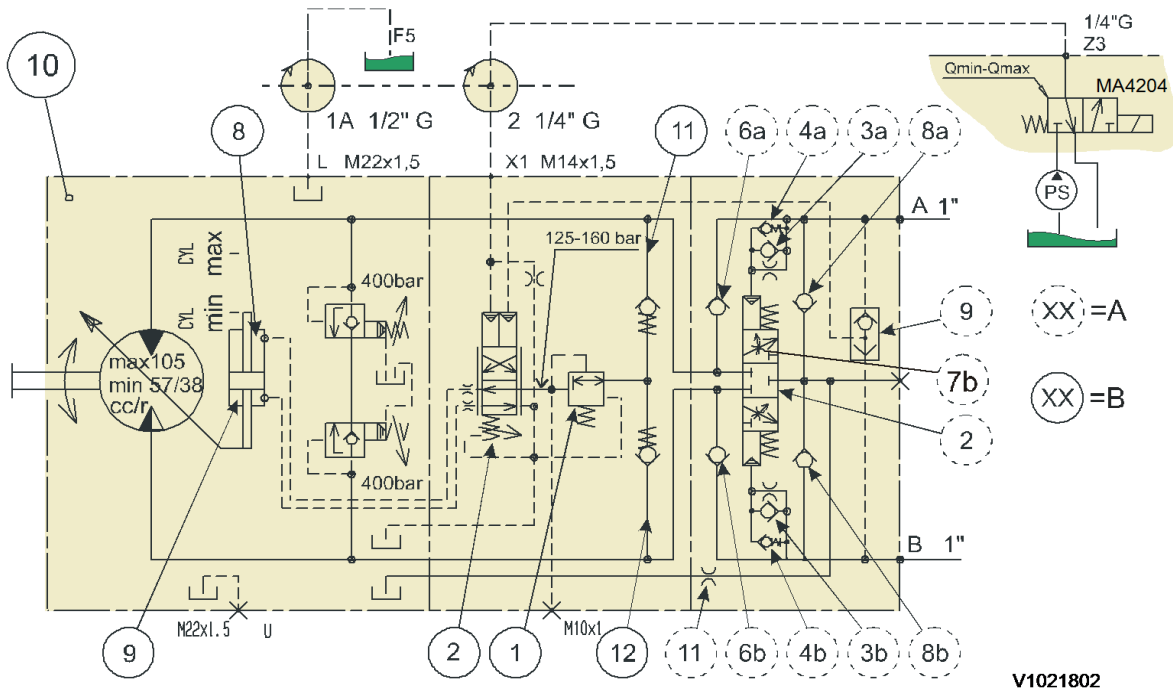 F5
1/4"G
Z3
10
Qmin-Qmax
MA4204
1A 1/2" G
2 1/4" G
8
11
6a
4a
3a
8a
L M22x1,5
X1 M14x1,5
PS
A 1"
CYL max
125-160 bar
400bar
CYL min
9
XX =A
max105
min 57/38
cc/r
7b
XX =B
2
400bar
B 1"
M22x1.5 U
M10x1
9
2
1
12
11
6b
4b
3b
8b
V1021802